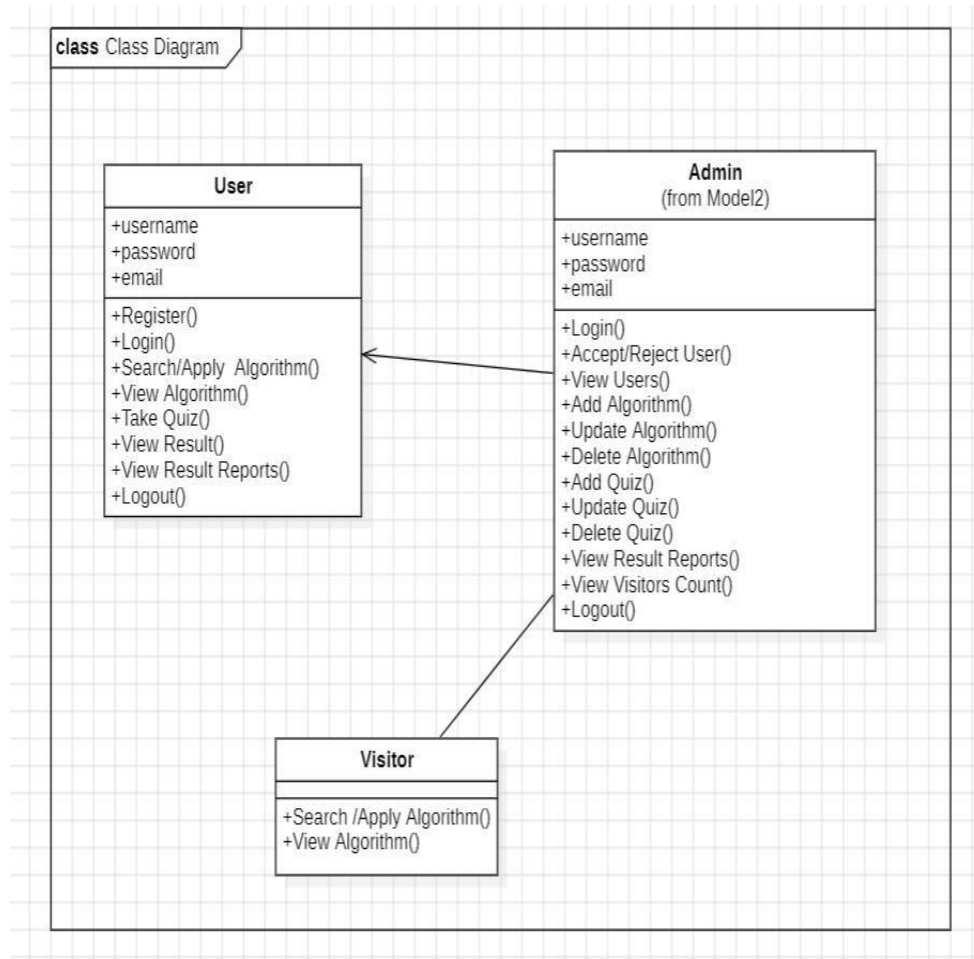 class Class Diagram
User
+username
+password
+email
+Register()
+Login()
+Search/Apply  Algorithm()
+View Algorithm()
+Take Quiz()
+View Result()
+View Result Reports()
+Logout()
Admin
(from Model2)
+username
+password
+email
+Login()
+Accept/Reject User()
+View Users()
+Add Algorithm()
+Update Algorithm()
+Delete Algorithm()
+Add Quiz()
+Update Quiz()
+Delete Quiz()
+View Result Reports()
+View Visitors Count()
+Logout()
Visitor
+Search /Apply Algorithm()
+View Algorithm()